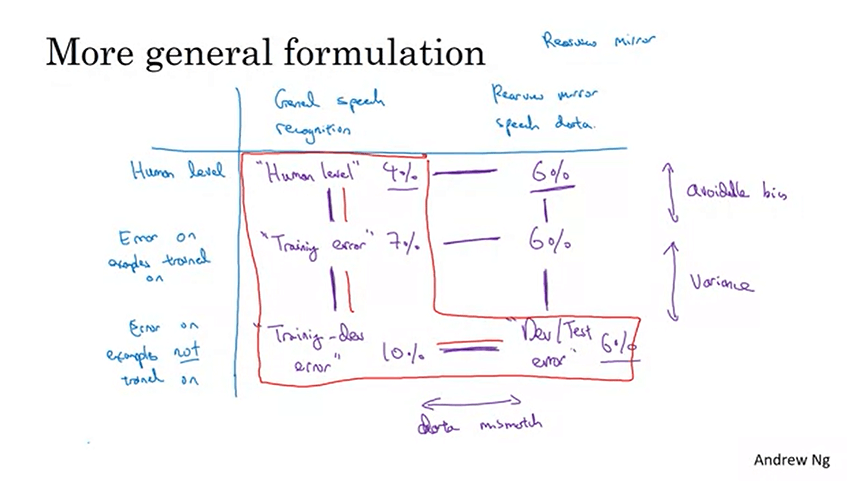 More general formulation
Rearview mirror
General speech
recognition
Rearview mirror
speech data.
Human level
"Human level" 4%
6%
avoidable bias
Error on
examples trained
on
"Training error" 7%
6%
Variance
Error on
examples not
trained on
"Training-dev
error"
10%
"Dev/Test
error"
6%
data mismatch
Andrew Ng